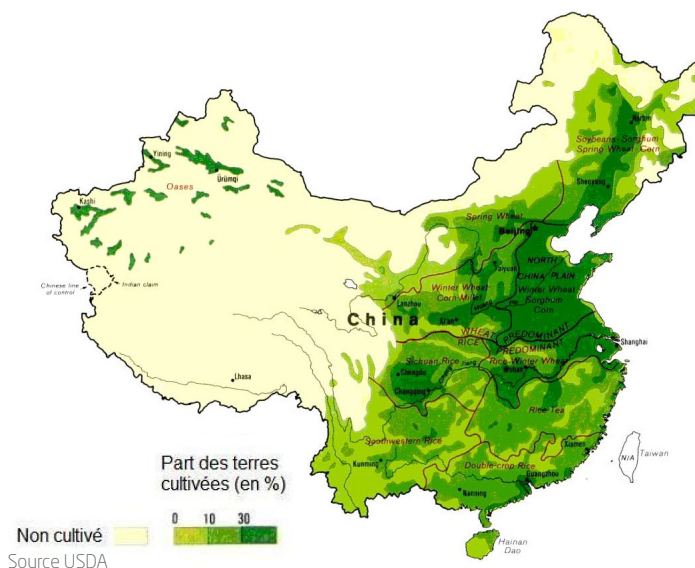 Harbin
Soybeans-Sorghum-
Spring Wheat Corn
Yining
Ürümqi
Oases
Shenyang
Kashi
Spring Wheat
Beijing
Chinese line
of control
Indian claim
Taiyuan
NORTH
CHINA PLAIN
Winter Wheat
Sorghum
Corn
Winter Wheat
Corn-Millet
Lanzhou
China
Xi'an
WHEAT
RICE
PREDOMINANT
PREDOMINANT
Shanghai
Sichuan Rice
Rice-Winter Wheat
Chengdu
Wuhan
Lhasa
Chongqing
Rice Tea
Southwestern Rice
Xiamen
Taiwan
N/A
Kunming
Double-crop Rice
Guangzhou
Nanning
Hainan
Dao
Part des terres
cultivées (en %)
0 10 30
Non cultivé
Source USDA